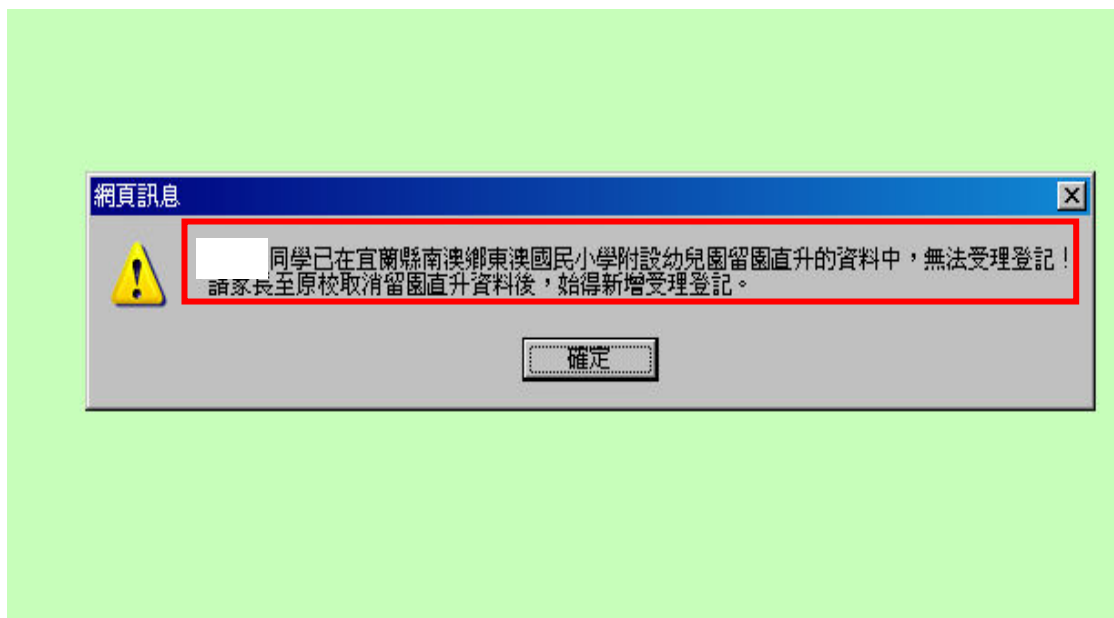 網頁訊息
同學已在宜蘭縣南澳鄉東澳國民小學附設幼兒園留園直升的資料中，無法受理登記！
請家長至原校取消留園直升資料後，始得新增受理登記。
確定